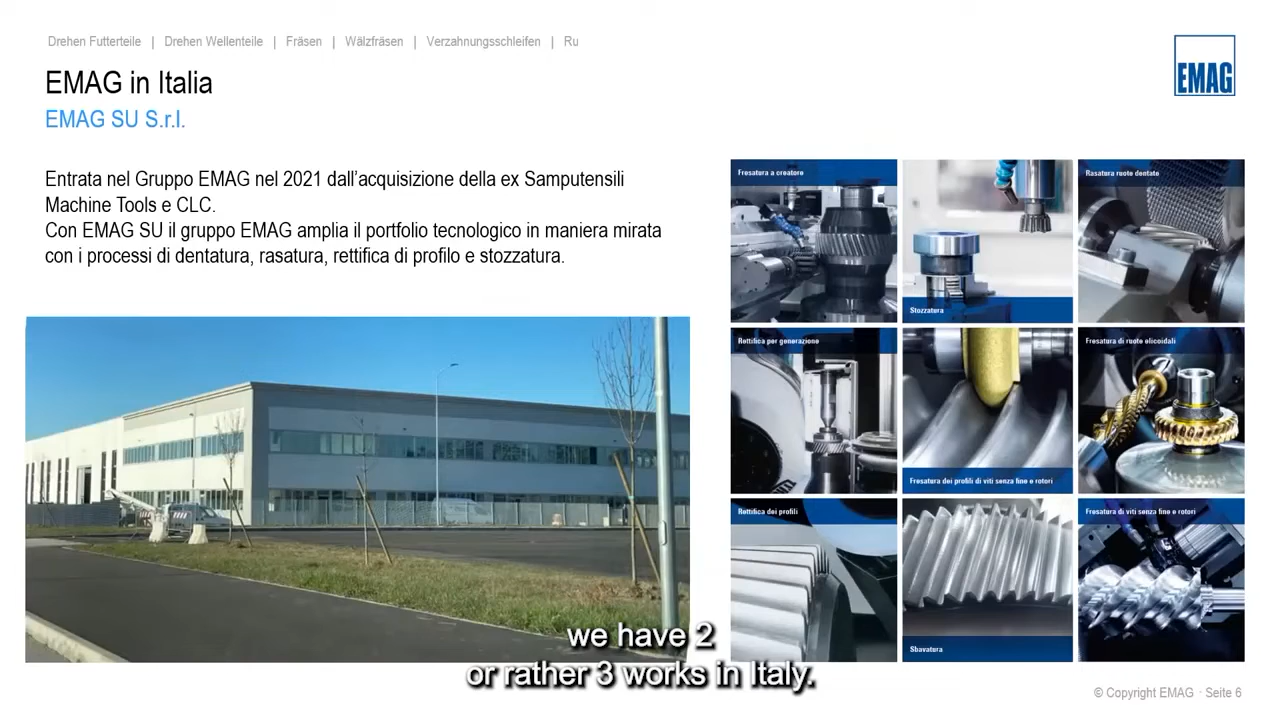 Drehen Futterteile | Drehen Wellenteile | Fräsen | Wälzfräsen | Verzahnungsschleifen | Ru
EMAG
EMAG in Italia
EMAG SU S.r.l.
Entrata nel Gruppo EMAG nel 2021 dall'acquisizione della ex Samputensili
Machine Tools e CLC.
Con EMAG SU il gruppo EMAG amplia il portfolio tecnologico in maniera mirata
con i processi di dentatura, rasatura, rettifica di profilo e stozzatura.
Fresatura a creatore
Stozzatura
Rasatura ruote dentate
Rettifica per generazione
Fresatura dei profili di viti senza fine e rotori
Fresatura di ruote elicoidali
Rettifica dei profili
Sbavatura
Fresatura di viti senza fine e rotori
we have 2
or rather 3 works in Italy.
© Copyright EMAG · Seite 6